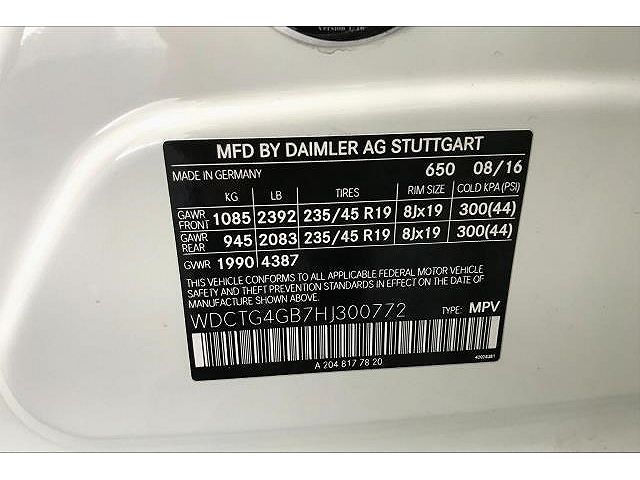 MFD BY DAIMLER AG STUTTGART
MADE IN GERMANY 650 08/16
KG LB TIRES RIM SIZE COLD KPA (PSI)
GAWR FRONT 1085 2392 235/45 R19 8Jx19 300(44)
GAWR REAR 945 2083 235/45 R19 8Jx19 300(44)
GVWR 1990 4387
THIS VEHICLE CONFORMS TO ALL APPLICABLE FEDERAL MOTOR VEHICLE
SAFETY AND THEFT PREVENTION STANDARDS IN EFFECT ON THE DATE OF
MANUFACTURE SHOWN ABOVE.
WDCTG4GB7HJ300772 TYPE: MPV
A 204 817 78 20